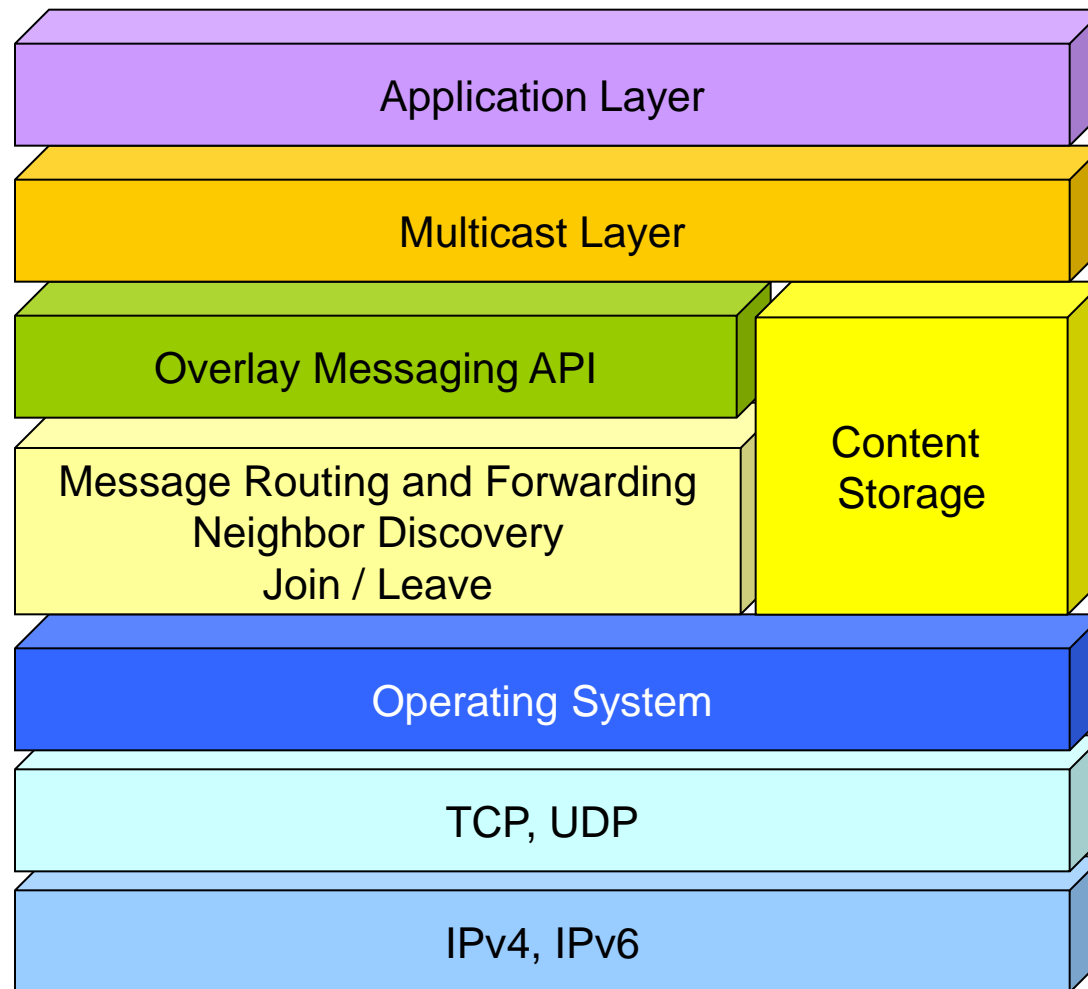 Application Layer
Multicast Layer
Overlay Messaging API
Message Routing and Forwarding
Neighbor Discovery
Join / Leave
Content
Storage
Operating System
TCP, UDP
IPv4, IPv6